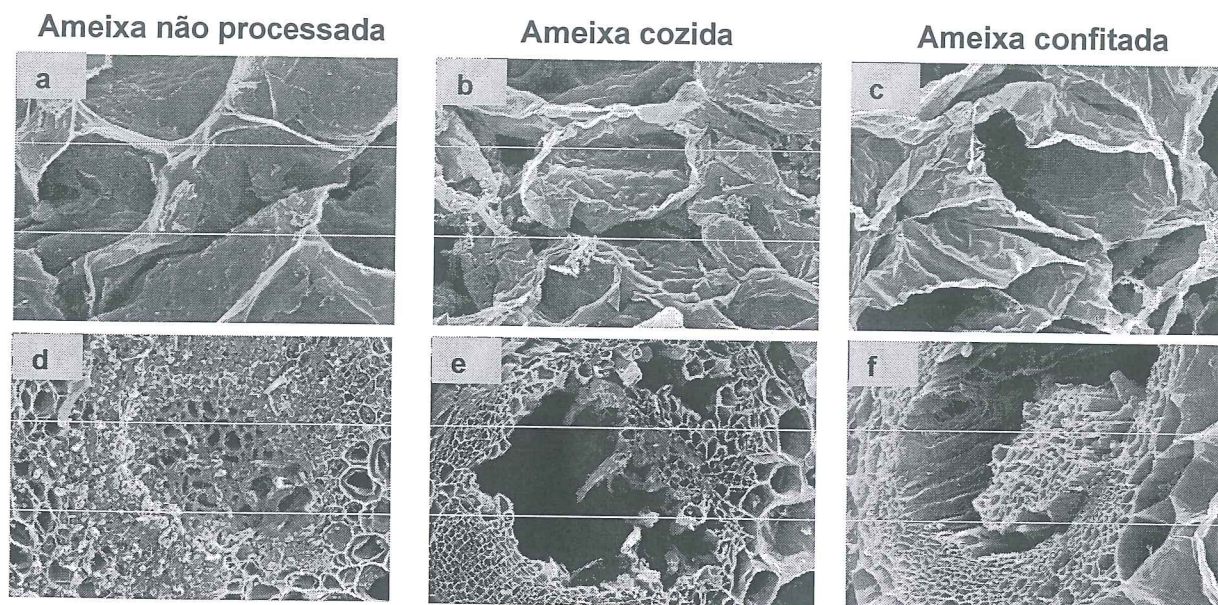 Ameixa não processada
Ameixa cozida
Ameixa confitada
a
b
c
d
e
f